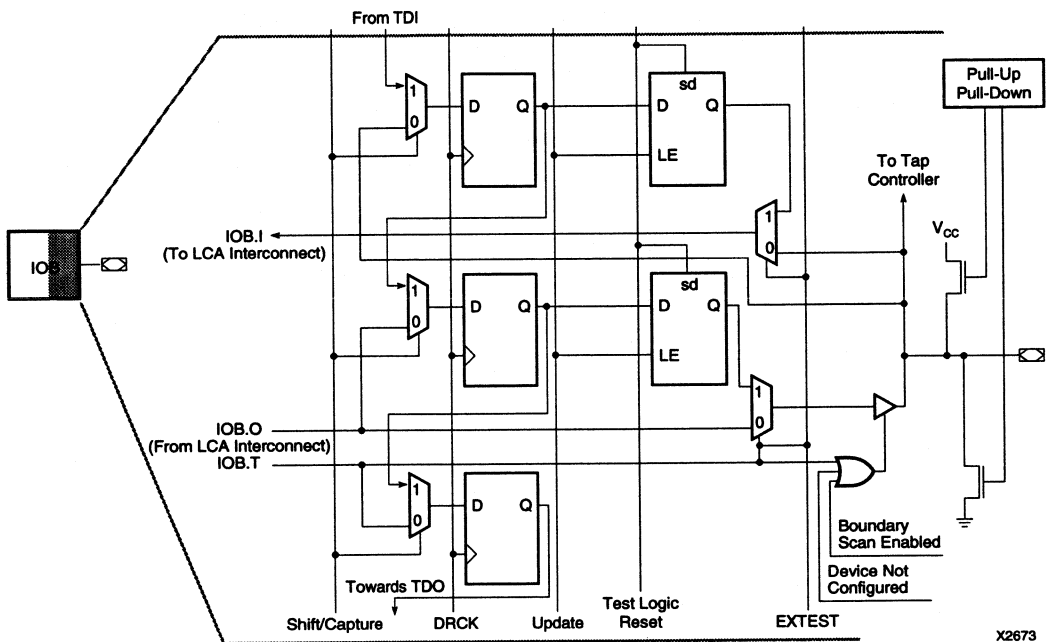 From TDI
Pull-Up
Pull-Down
sd
1
0
D Q
D
LE
To Tap
Controller
IOB.I
(To LCA Interconnect)
1
0
VCC
IOB
sd
1
0
D Q
D Q
LE
1
0
IOB.O
(From LCA Interconnect)
IOB.T
1
0
D Q
Boundary
Scan Enabled
Device Not
Configured
Towards TDO
Shift/Capture
DRCK
Update
Test Logic
Reset
EXTEST
X2673